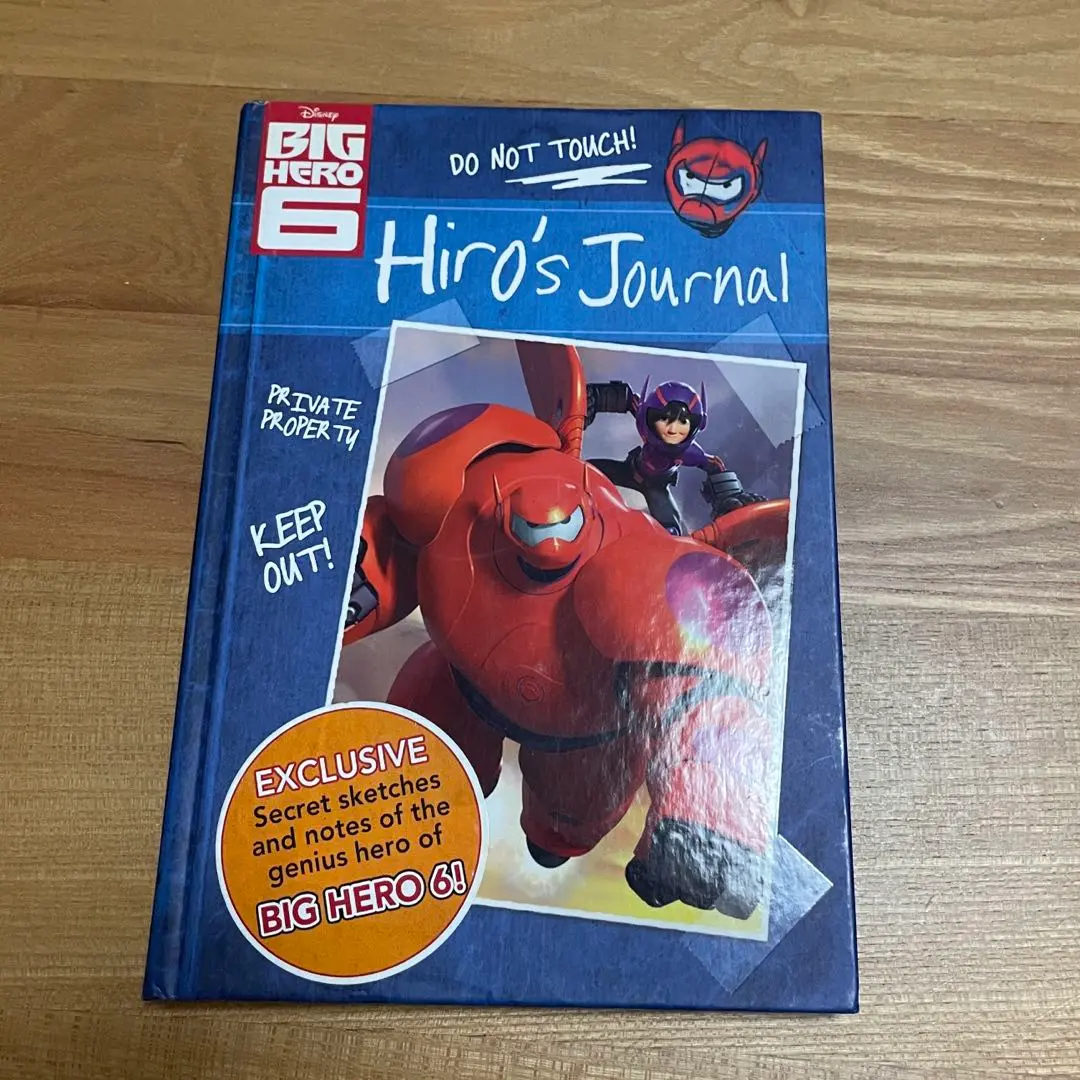 Disney
BIG
HERO
6
DO NOT TOUCH!
Hiro's Journal
PRIVATE
PROPERTY
KEEP
OUT!
EXCLUSIVE
Secret sketches
and notes of the
genius hero of
BIG HERO 6!